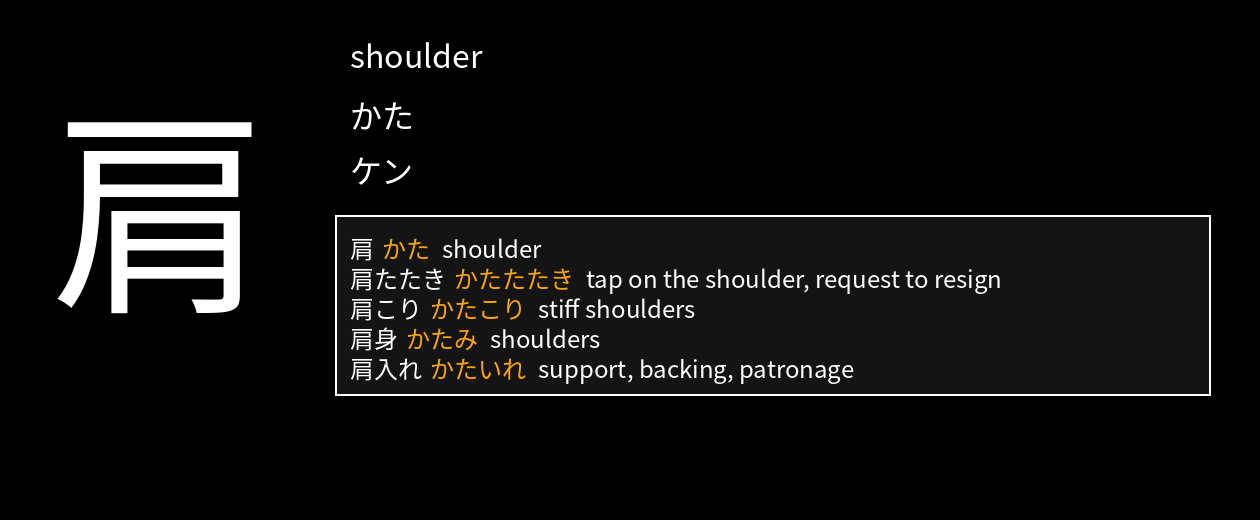 肩
shoulder
かた
ケン
肩 かた shoulder
肩たたき かたたたき tap on the shoulder, request to resign
肩こり かたこり stiff shoulders
肩身 かたみ shoulders
肩入れ かたいれ support, backing, patronage